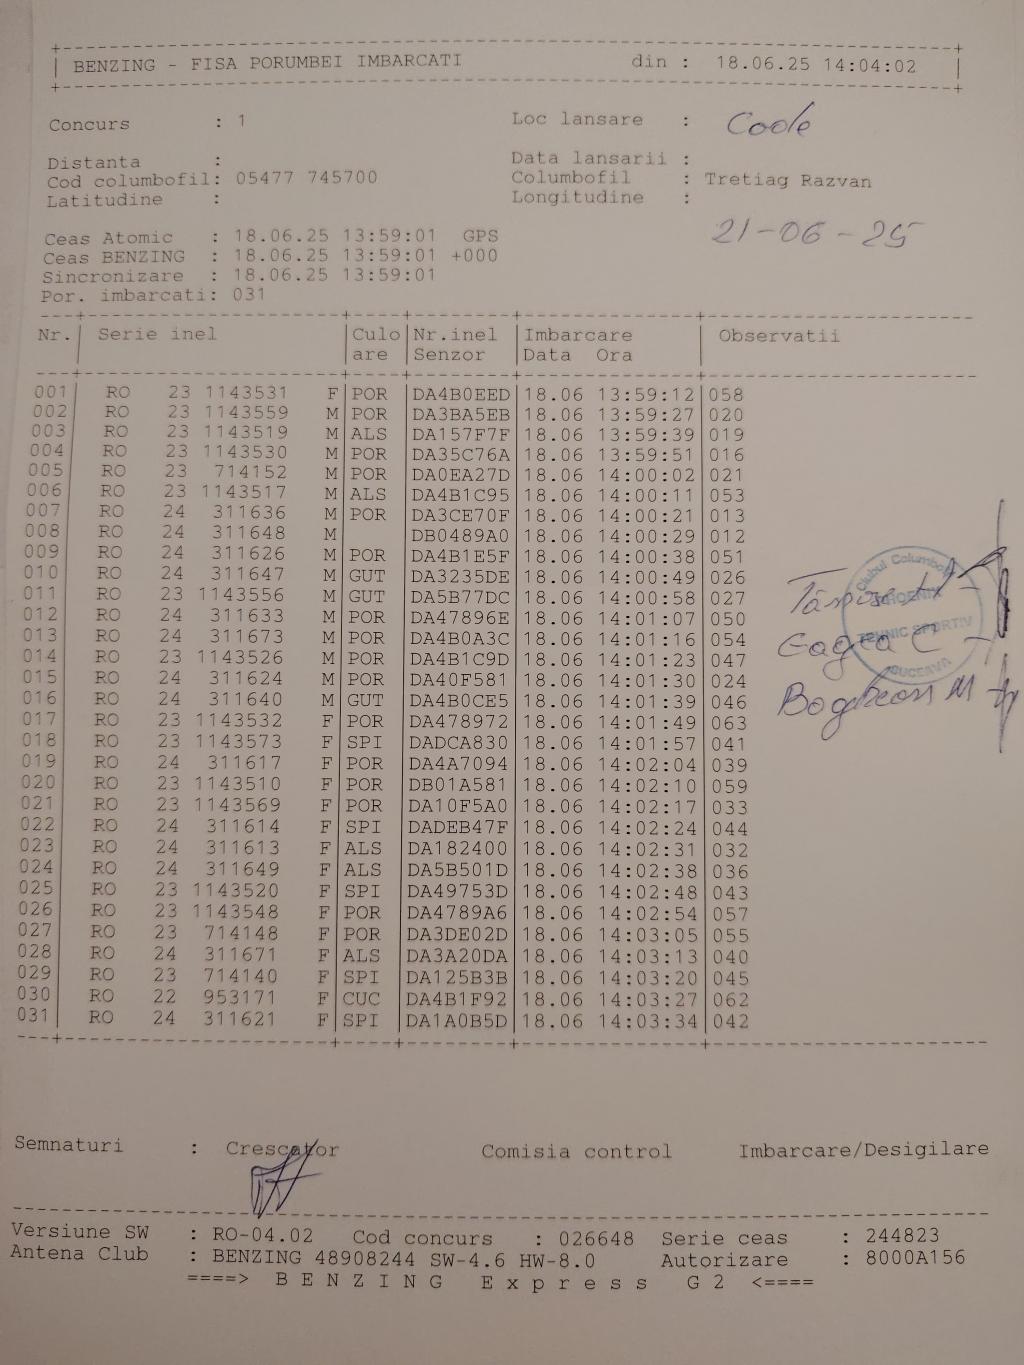 BENZING - FISA PORUMBEI IMBARCATI din : 18.06.25 14:04:02
Concurs : 1 Loc lansare :
Distanta : Data lansarii :
Cod columbofil: 05477 745700 Columbofil : Tretiag Razvan
Latitudine : Longitudine :
21-06-25
Ceas Atomic : 18.06.25 13:59:01 GPS
Ceas BENZING : 18.06.25 13:59:01 +000
Sincronizare : 18.06.25 13:59:01
Por. imbarcati: 031
Nr. Serie inel Culo Nr.inel Imbarcare Observatii
are Senzor Data Ora
001 RO 23 1143531 F POR DA4B0EED 18.06 13:59:12 058
002 RO 23 1143559 M POR DA3BA5EB 18.06 13:59:27 020
003 RO 23 1143519 M ALS DA157F7F 18.06 13:59:39 019
004 RO 23 1143530 M POR DA35C76A 18.06 13:59:51 016
005 RO 23 714152 M POR DA0EA27D 18.06 14:00:02 021
006 RO 23 1143517 M ALS DA4B1C95 18.06 14:00:11 053
007 RO 24 311636 M POR DA3CE70F 18.06 14:00:21 013
008 RO 24 311648 M DB0489A0 18.06 14:00:29 012
009 RO 24 311626 M POR DA4B1E5F 18.06 14:00:38 051
010 RO 24 311647 M GUT DA3235DE 18.06 14:00:49 026
011 RO 23 1143556 M GUT DA5B77DC 18.06 14:00:58 027
012 RO 24 311633 M POR DA47896E 18.06 14:01:07 050
013 RO 24 311673 M POR DA4B0A3C 18.06 14:01:16 054
014 RO 23 1143526 M POR DA4B1C9D 18.06 14:01:23 047
015 RO 24 311624 M POR DA40F581 18.06 14:01:30 024
016 RO 24 311640 M GUT DA4B0CE5 18.06 14:01:39 046
017 RO 23 1143532 F POR DA478972 18.06 14:01:49 063
018 RO 23 1143573 F SPI DADCA830 18.06 14:01:57 041
019 RO 24 311617 F POR DA4A7094 18.06 14:02:04 039
020 RO 23 1143510 F POR DB01A581 18.06 14:02:10 059
021 RO 23 1143569 F POR DA10F5A0 18.06 14:02:17 033
022 RO 24 311614 F SPI DADEB47F 18.06 14:02:24 044
023 RO 24 311613 F ALS DA182400 18.06 14:02:31 032
024 RO 24 311649 F ALS DA5B501D 18.06 14:02:38 036
025 RO 23 1143520 F SPI DA49753D 18.06 14:02:48 043
026 RO 23 1143548 F POR DA4789A6 18.06 14:02:54 057
027 RO 23 714148 F POR DA3DE02D 18.06 14:03:05 055
028 RO 24 311671 F ALS DA3A20DA 18.06 14:03:13 040
029 RO 23 714140 F SPI DA125B3B 18.06 14:03:20 045
030 RO 22 953171 F CUC DA4B1F92 18.06 14:03:27 062
031 RO 24 311621 F SPI DA1A0B5D 18.06 14:03:34 042
Clubul
TEHNIC SPORTIV
SUCEAVA
Semnaturi : Crescator Comisia control Imbarcare/Desigilare
Versiune SW : RO-04.02 Cod concurs : 026648 Serie ceas : 244823
Antena Club : BENZING 48908244 SW-4.6 HW-8.0 Autorizare : 8000A156
====> B E N Z I N G E x p r e s s G 2 <====